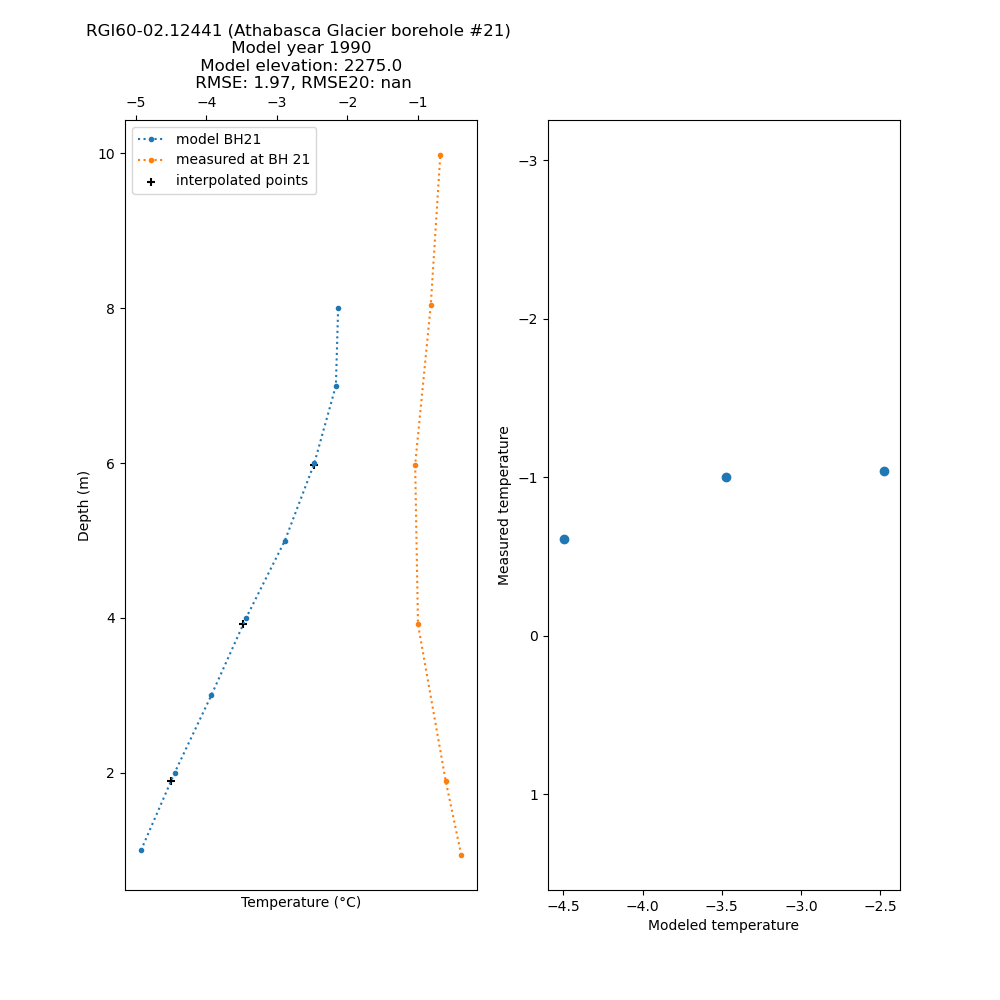 RGI60-02.12441 (Athabasca Glacier borehole #21)
Model year 1990
Model elevation: 2275.0
RMSE: 1.97, RMSE20: nan
−5 −4 −3 −2 −1
model BH21
measured at BH 21
interpolated points
10
8
6
4
2
Depth (m)
Temperature (°C)
−3
−2
−1
0
1
Measured temperature
−4.5 −4.0 −3.5 −3.0 −2.5
Modeled temperature